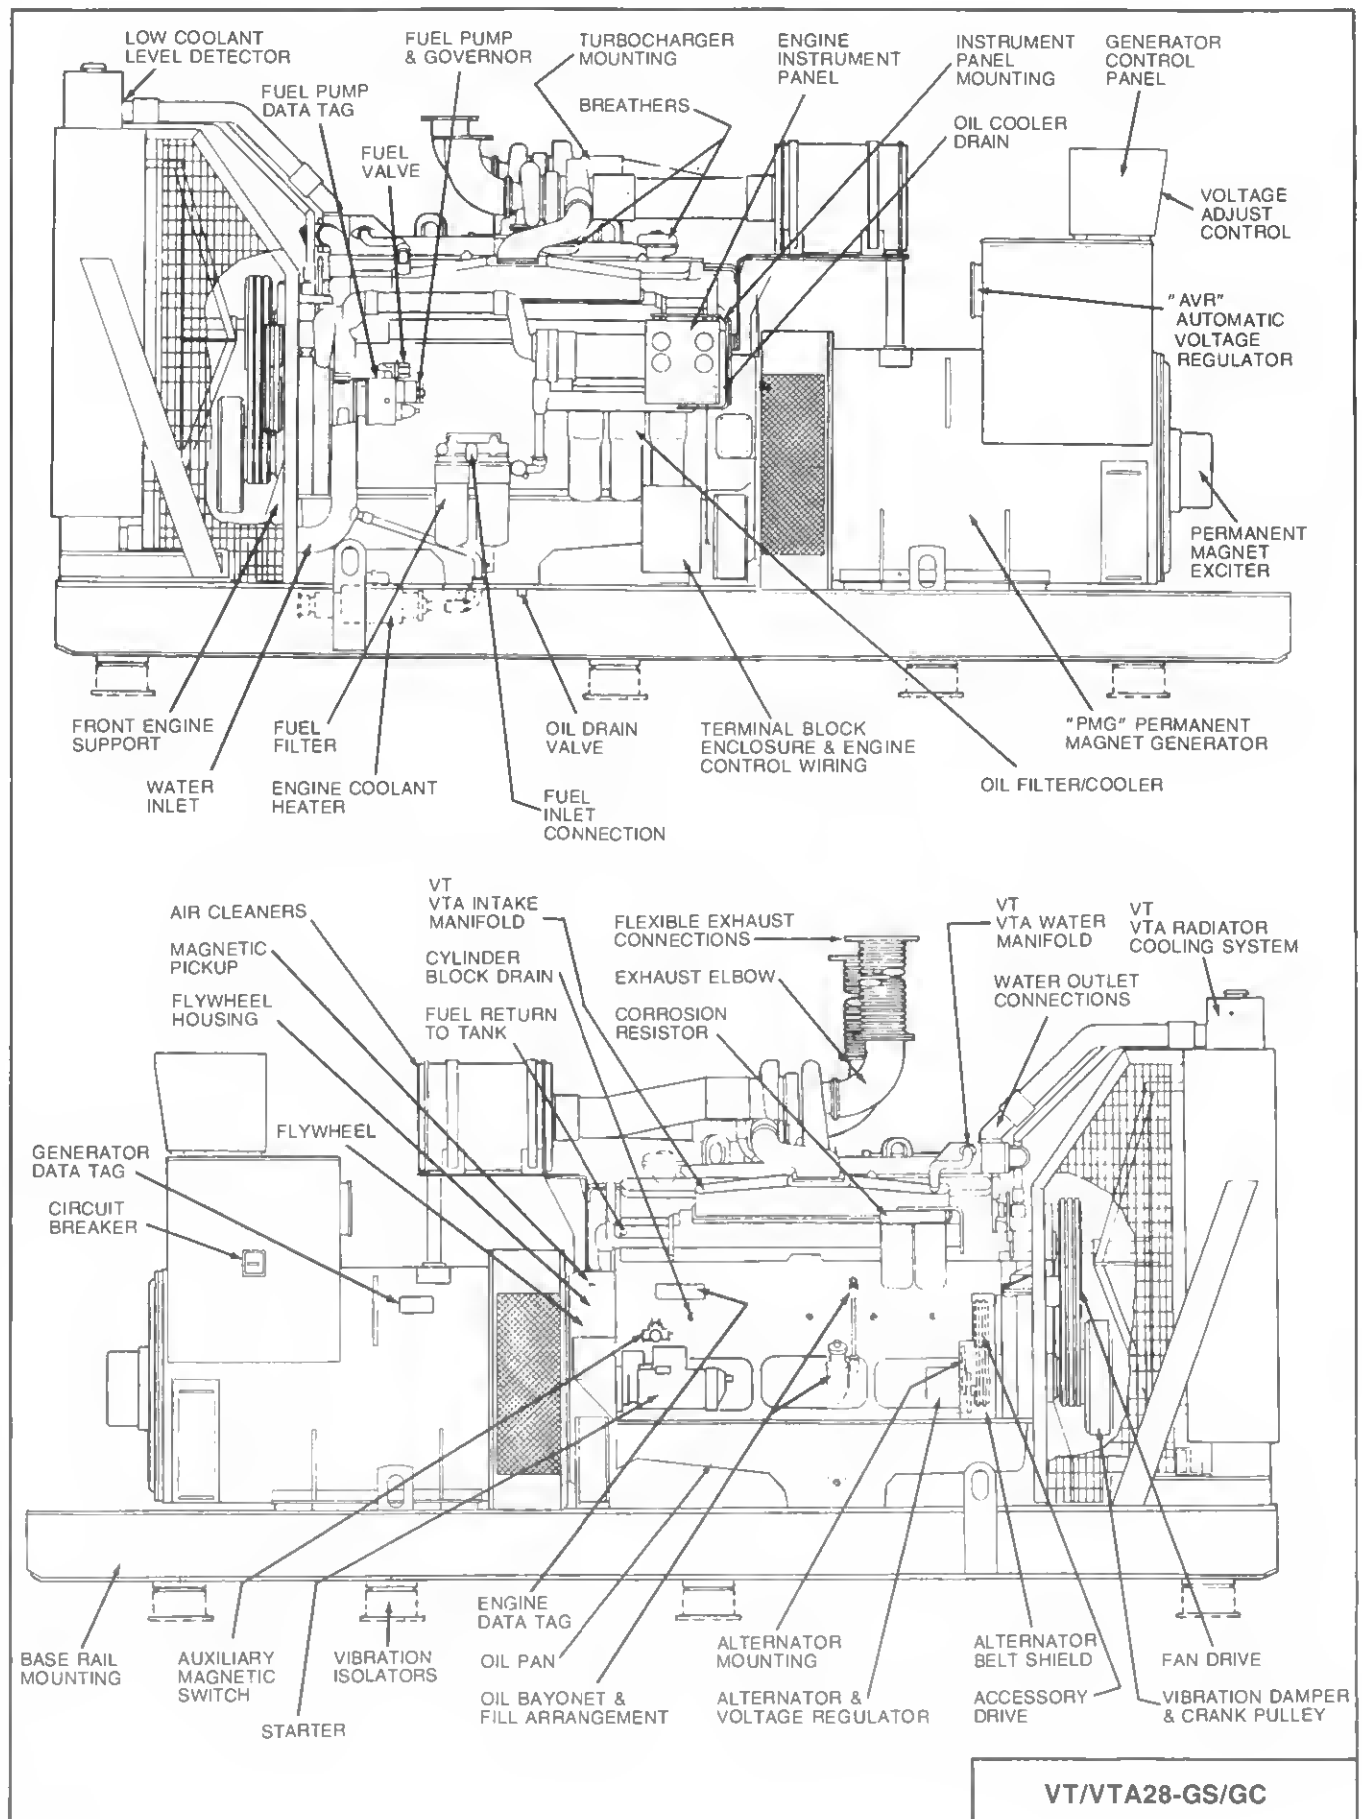 LOW COOLANT
LEVEL DETECTOR
FUEL PUMP
DATA TAG
FUEL
VALVE
FUEL PUMP
& GOVERNOR
TURBOCHARGER
MOUNTING
BREATHERS
ENGINE
INSTRUMENT
PANEL
INSTRUMENT
PANEL
MOUNTING
OIL COOLER
DRAIN
GENERATOR
CONTROL
PANEL
VOLTAGE
ADJUST
CONTROL
"AVR"
AUTOMATIC
VOLTAGE
REGULATOR
PERMANENT
MAGNET
EXCITER
FRONT ENGINE
SUPPORT
WATER
INLET
FUEL
FILTER
ENGINE COOLANT
HEATER
OIL DRAIN
VALVE
FUEL
INLET
CONNECTION
TERMINAL BLOCK
ENCLOSURE & ENGINE
CONTROL WIRING
"PMG" PERMANENT
MAGNET GENERATOR
OIL FILTER/COOLER
AIR CLEANERS
MAGNETIC
PICKUP
FLYWHEEL
HOUSING
VT
VTA INTAKE
MANIFOLD
CYLINDER
BLOCK DRAIN
FUEL RETURN
TO TANK
FLEXIBLE EXHAUST
CONNECTIONS
EXHAUST ELBOW
CORROSION
RESISTOR
VT
VTA WATER
MANIFOLD
WATER OUTLET
CONNECTIONS
VT
VTA RADIATOR
COOLING SYSTEM
FLYWHEEL
GENERATOR
DATA TAG
CIRCUIT
BREAKER
BASE RAIL
MOUNTING
AUXILIARY
MAGNETIC
SWITCH
STARTER
VIBRATION
ISOLATORS
ENGINE
DATA TAG
OIL PAN
OIL BAYONET &
FILL ARRANGEMENT
ALTERNATOR
MOUNTING
ALTERNATOR &
VOLTAGE REGULATOR
ALTERNATOR
BELT SHIELD
ACCESSORY
DRIVE
FAN DRIVE
VIBRATION DAMPER
& CRANK PULLEY
VT/VTA28-GS/GC